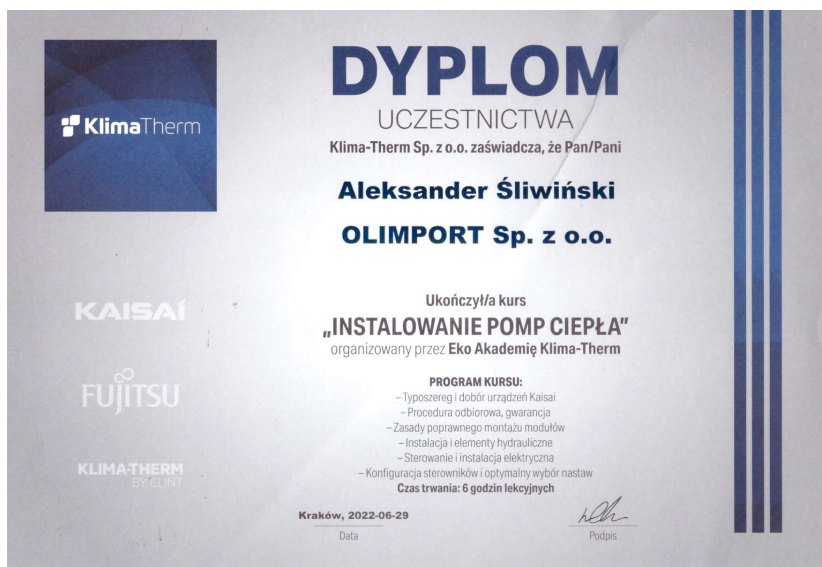 KlimaTherm
KAISAI
FUJITSU
KLIMA-THERM
BY CLINT
DYPLOM
UCZESTNICTWA
Klima-Therm Sp. z o.o. zaświadcza, że Pan/Pani
Aleksander Śliwiński
OLIMPORT Sp. z o.o.
Ukończył/a kurs
„INSTALOWANIE POMP CIEPŁA”
organizowany przez Eko Akademię Klima-Therm
PROGRAM KURSU:
– Typoszereg i dobór urządzeń Kaisai
– Procedura odbiorowa, gwarancja
– Zasady poprawnego montażu modułów
– Instalacja i elementy hydrauliczne
– Sterowanie i instalacja elektryczna
– Konfiguracja sterowników i optymalny wybór nastaw
Czas trwania: 6 godzin lekcyjnych
Kraków, 2022-06-29
Data
Podpis